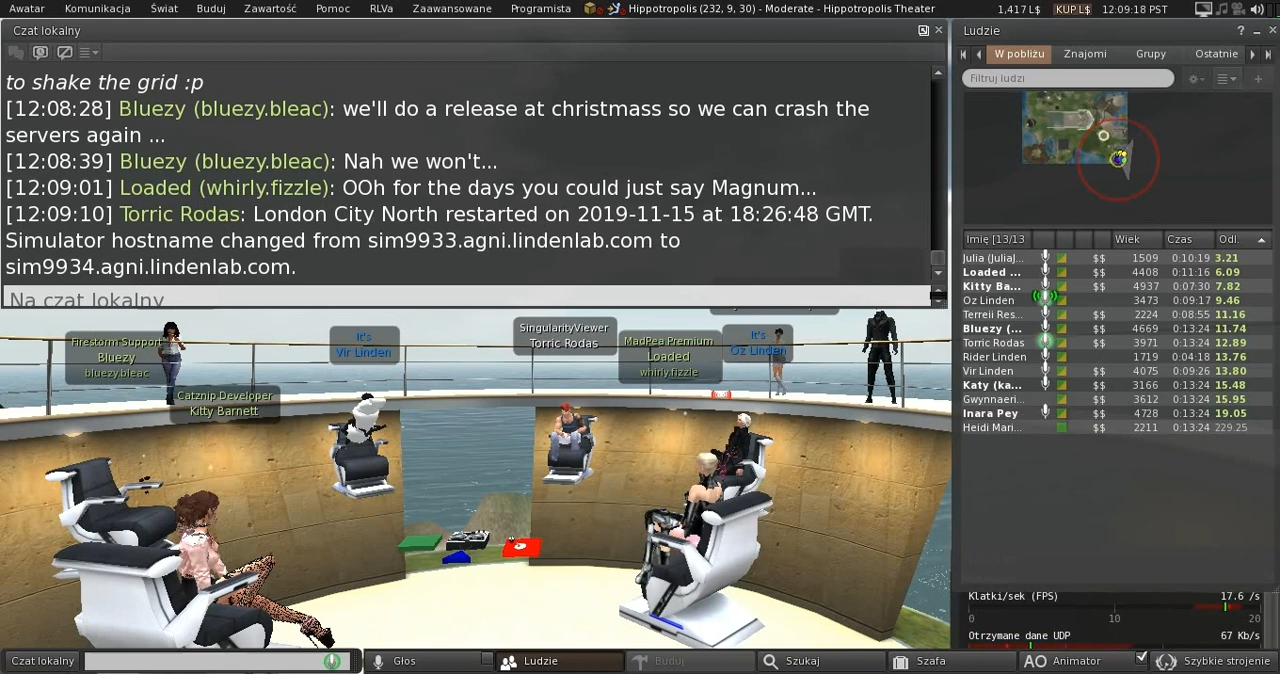 Awatar Komunikacja Świat Buduj Zawartość Pomoc RLVa Zaawansowane Programista Hippotropolis (232, 9, 30) - Moderate - Hippotropolis Theater 1,417 L$ KUP L$ 12:09:18 PST
Czat lokalny
to shake the grid :p
[12:08:28] Bluezy (bluezy.bleac): we'll do a release at christmass so we can crash the
servers again ...
[12:08:39] Bluezy (bluezy.bleac): Nah we won't...
[12:09:01] Loaded (whirly.fizzle): OOh for the days you could just say Magnum...
[12:09:10] Torric Rodas: London City North restarted on 2019-11-15 at 18:26:48 GMT.
Simulator hostname changed from sim9933.agni.lindenlab.com to
sim9934.agni.lindenlab.com.
Na czat lokalny
Ludzie
W pobliżu Znajomi Grupy Ostatnie
Filtruj ludzi
Imię [13/13 Wiek Czas Odl.
Julia (JuliaJ... $$ 1509 0:10:19 3.21
Loaded ... $$ 4408 0:11:16 6.09
Kitty Ba... $$ 4937 0:07:30 7.82
Oz Linden 3473 0:09:17 9.46
Terreii Res... $$ 2224 0:08:55 11.16
Bluezy (... $$ 4669 0:13:24 11.74
Torric Rodas $$ 3971 0:13:24 12.89
Rider Linden 1719 0:04:18 13.76
Vir Linden $$ 4075 0:09:26 13.80
Katy (ka... $$ 3166 0:13:24 15.48
Gwynnaeri... $$ 3612 0:13:24 15.95
Inara Pey $$ 4728 0:13:24 19.05
Heidi Mari... $$ 2211 0:13:24 229.25
Firestorm Support
Bluezy
bluezy.bleac
Catznip Developer
Kitty Barnett
It's
Vir Linden
SingularityViewer
Torric Rodas
MadPea Premium
Loaded
whirly.fizzle
It's
Oz Linden
Klatki/sek (FPS) 17.6 /s
0 10 20
Otrzymane dane UDP 67 Kb/s
Czat lokalny Głos Ludzie Buduj Szukaj Szafa AO Animator Szybkie strojenie